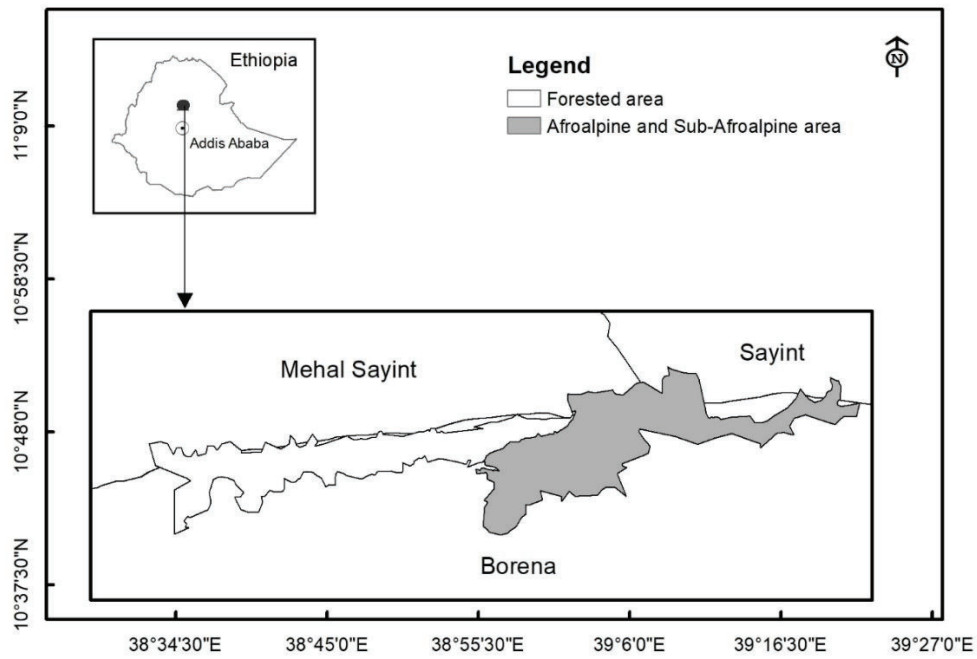 Ethiopia
Addis Ababa
Legend
Forested area
Afroalpine and Sub-Afroalpine area
N
11°9'0"N
10°58'30"N
10°48'0"N
10°37'30"N
Mehal Sayint
Sayint
Borena
38°34'30"E
38°45'0"E
38°55'30"E
39°6'0"E
39°16'30"E
39°27'0"E